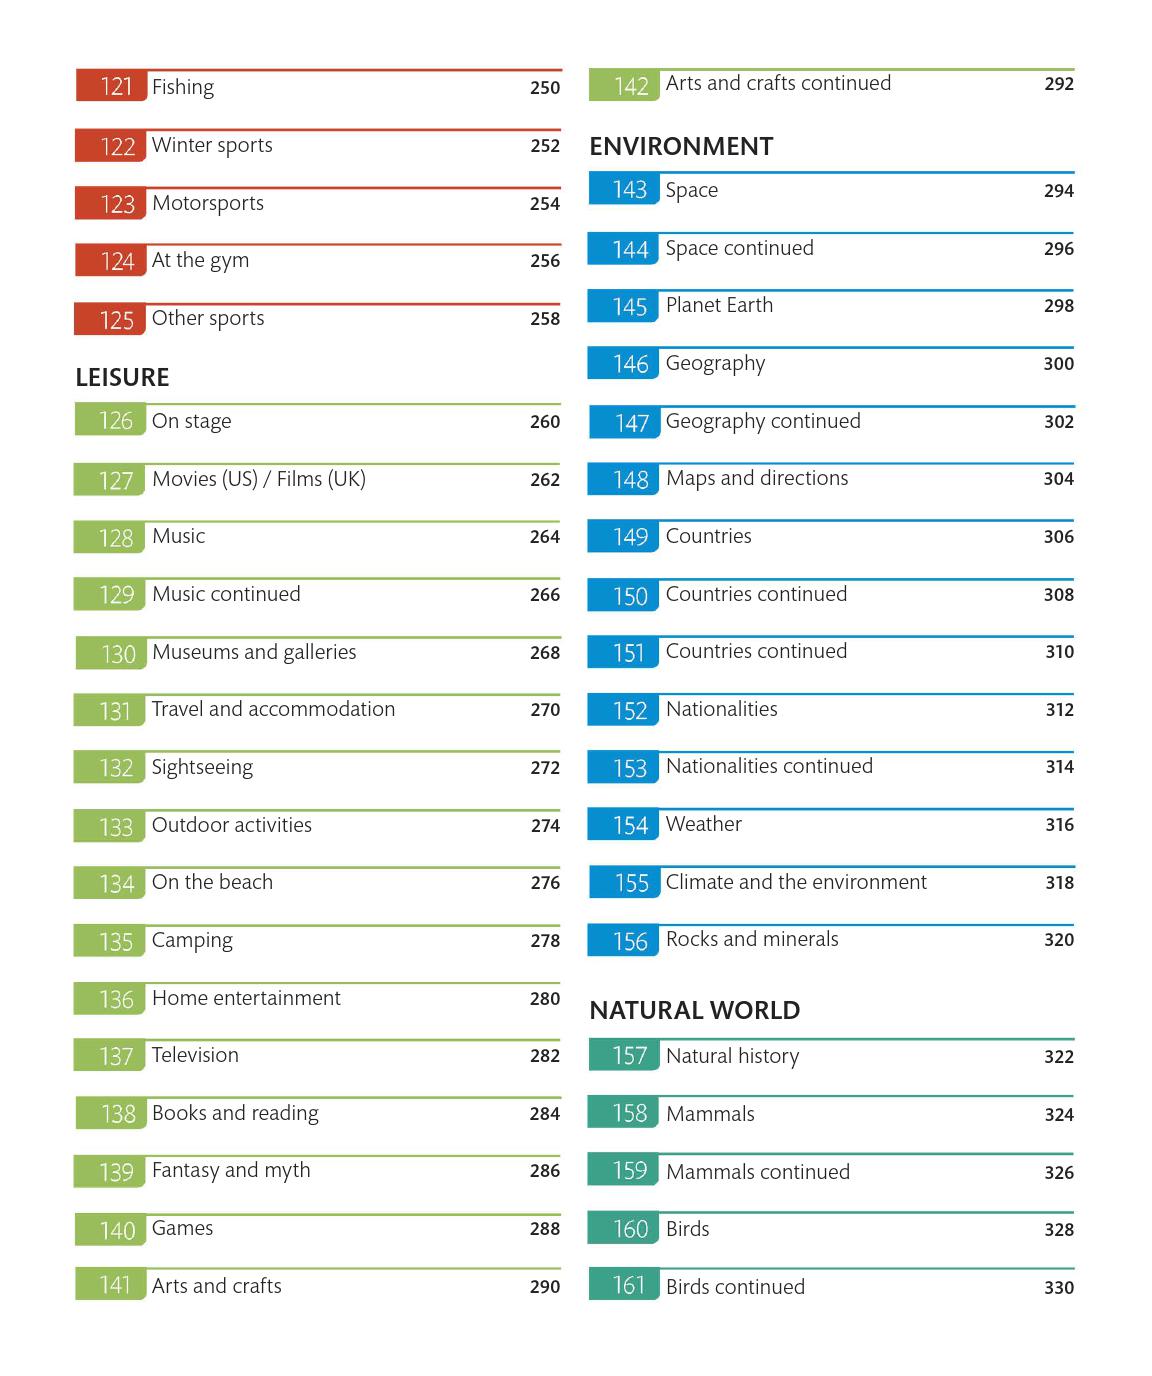 121 Fishing 250
122 Winter sports 252
123 Motorsports 254
124 At the gym 256
125 Other sports 258
LEISURE
126 On stage 260
127 Movies (US) / Films (UK) 262
128 Music 264
129 Music continued 266
130 Museums and galleries 268
131 Travel and accommodation 270
132 Sightseeing 272
133 Outdoor activities 274
134 On the beach 276
135 Camping 278
136 Home entertainment 280
137 Television 282
138 Books and reading 284
139 Fantasy and myth 286
140 Games 288
141 Arts and crafts 290
142 Arts and crafts continued 292
ENVIRONMENT
143 Space 294
144 Space continued 296
145 Planet Earth 298
146 Geography 300
147 Geography continued 302
148 Maps and directions 304
149 Countries 306
150 Countries continued 308
151 Countries continued 310
152 Nationalities 312
153 Nationalities continued 314
154 Weather 316
155 Climate and the environment 318
156 Rocks and minerals 320
NATURAL WORLD
157 Natural history 322
158 Mammals 324
159 Mammals continued 326
160 Birds 328
161 Birds continued 330